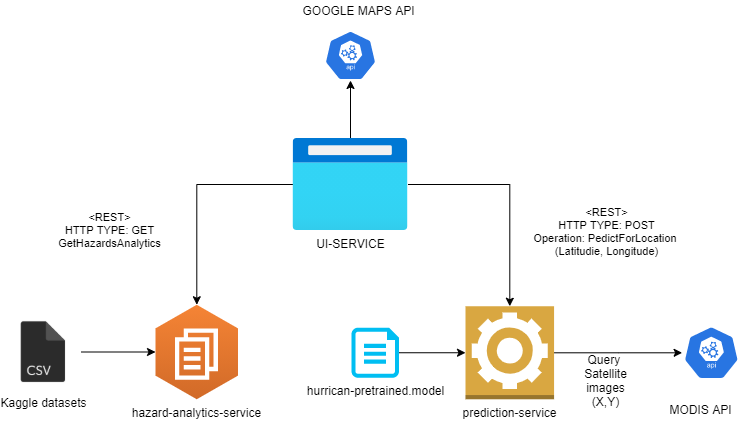 GOOGLE MAPS API
api
UI-SERVICE
<REST>
HTTP TYPE: GET
GetHazardsAnalytics
<REST>
HTTP TYPE: POST
Operation: PedictForLocation
(Latitudie, Longitude)
CSV
Kaggle datasets
hazard-analytics-service
hurrican-pretrained.model
prediction-service
Query
Satellite
images
(X,Y)
api
MODIS API